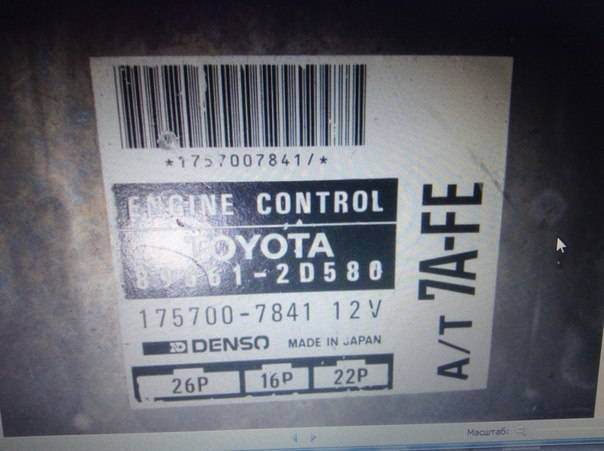 *1757007841/*
ENGINE CONTROL
TOYOTA
89661-2D580
175700-7841 12V
DENSO MADE IN JAPAN
26P 16P 22P
A/T 7A-FE
Масштаб: